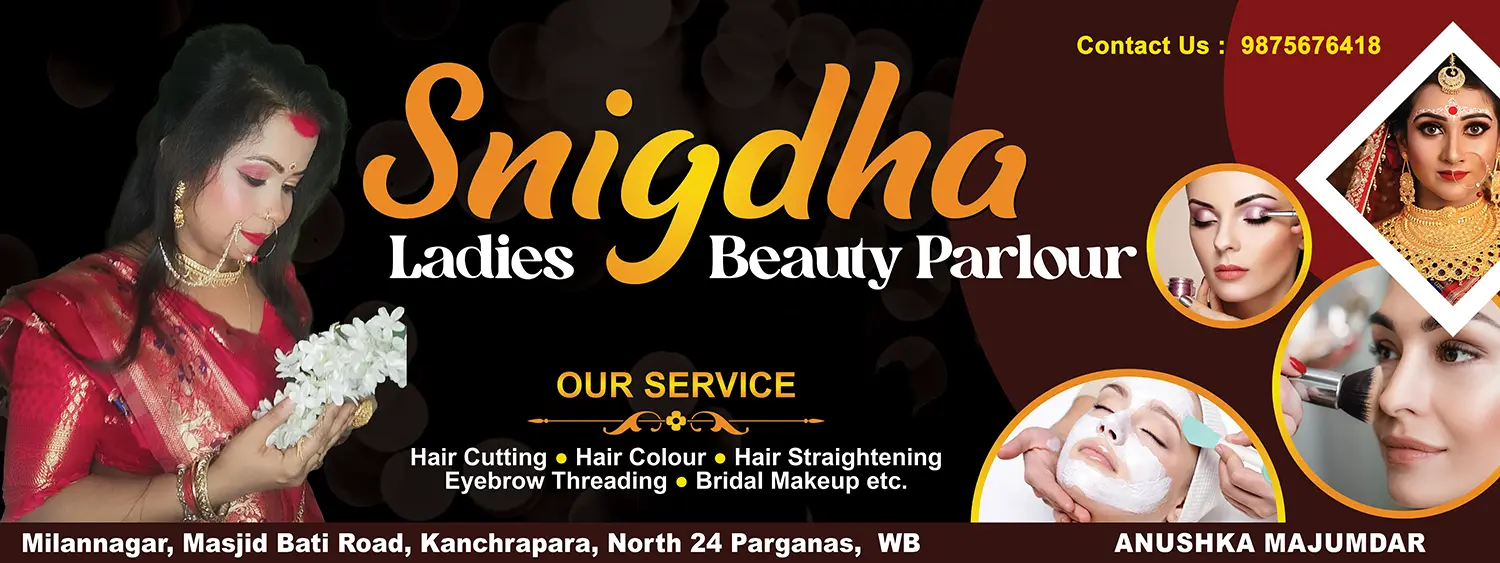 Contact Us : 9875676418
Snigdha
Ladies Beauty Parlour
OUR SERVICE
Hair Cutting ● Hair Colour ● Hair Straightening
Eyebrow Threading ● Bridal Makeup etc.
Milannagar, Masjid Bati Road, Kanchrapara, North 24 Parganas, WB
ANUSHKA MAJUMDAR